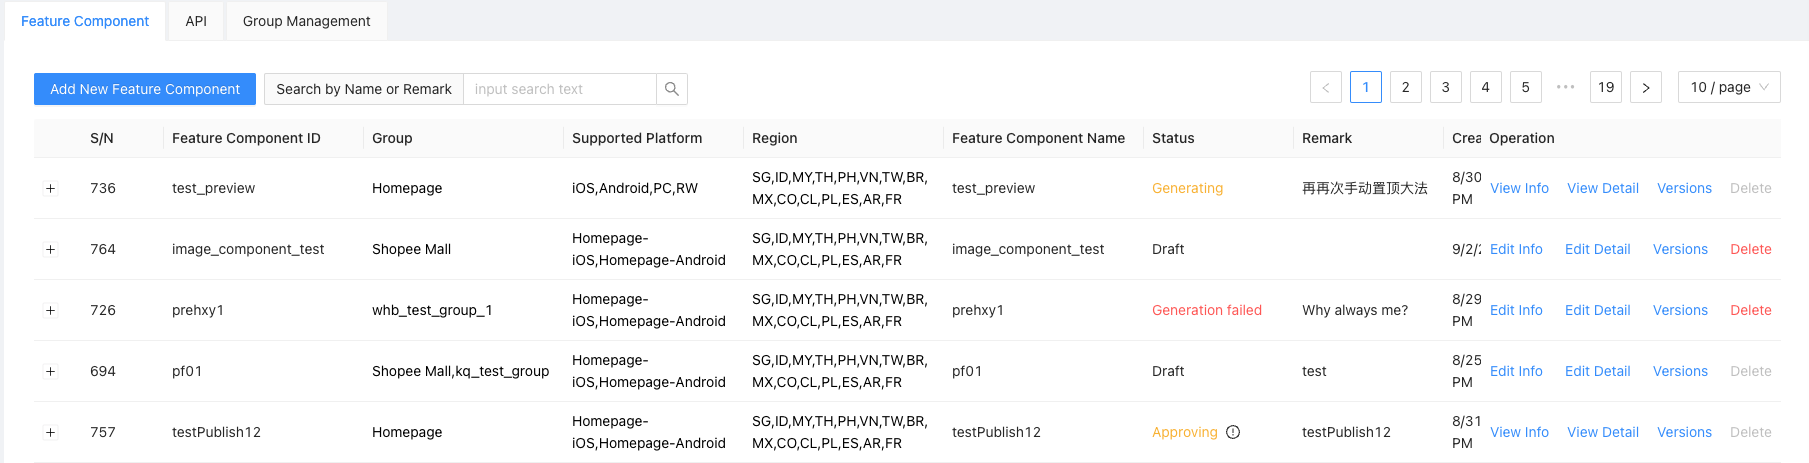 Feature Component API Group Management
Add New Feature Component Search by Name or Remark input search text < 1 2 3 4 5 ••• 19 > 10 / page
S/N Feature Component ID Group Supported Platform Region Feature Component Name Status Remark Crea Operation
736 test_preview Homepage iOS,Android,PC,RW SG,ID,MY,TH,PH,VN,TW,BR, test_preview Generating 再再次手动置顶大法 8/30 View Info View Detail Versions Delete
MX,CO,CL,PL,ES,AR,FR PM
764 image_component_test Shopee Mall Homepage- SG,ID,MY,TH,PH,VN,TW,BR, image_component_test Draft 9/2/2 Edit Info Edit Detail Versions Delete
iOS,Homepage-Android MX,CO,CL,PL,ES,AR,FR
726 prehxy1 whb_test_group_1 Homepage- SG,ID,MY,TH,PH,VN,TW,BR, prehxy1 Generation failed Why always me? 8/29 Edit Info Edit Detail Versions Delete
iOS,Homepage-Android MX,CO,CL,PL,ES,AR,FR PM
694 pf01 Shopee Mall,kq_test_group Homepage- SG,ID,MY,TH,PH,VN,TW,BR, pf01 Draft test 8/25 Edit Info Edit Detail Versions Delete
iOS,Homepage-Android MX,CO,CL,PL,ES,AR,FR PM
757 testPublish12 Homepage Homepage- SG,ID,MY,TH,PH,VN,TW,BR, testPublish12 Approving testPublish12 8/31 View Info View Detail Versions Delete
iOS,Homepage-Android MX,CO,CL,PL,ES,AR,FR PM